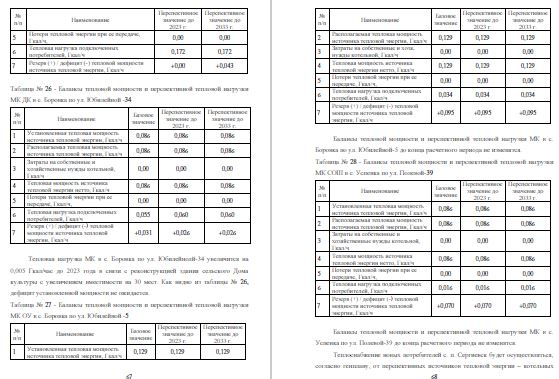 № п/п | Наименование | Перспективное значение до 2023 г. | Перспективное значение до 2033 г.
5 | Потери тепловой энергии при ее передаче, Гкал/ч | 0,00 | 0,00
6 | Тепловая нагрузка подключенных потребителей, Гкал/ч | 0,172 | 0,172
7 | Резерв (+) / дефицит (-) тепловой мощности источника тепловой энергии, Гкал/ч | +0,00 | +0,043
Таблица № 26 – Балансы тепловой мощности и перспективной тепловой нагрузки
МК ДК в с. Боровка по ул. Юбилейной -34
№ п/п | Наименование | Базовое значение | Перспективное значение до 2023 г. | Перспективное значение до 2033 г.
1 | Установленная тепловая мощность источника тепловой энергии, Гкал/ч | 0,086 | 0,086 | 0,086
2 | Располагаемая тепловая мощность источника тепловой энергии, Гкал/ч | 0,086 | 0,086 | 0,086
3 | Затраты на собственные и хозяйственные нужды котельной, Гкал/ч | 0,00 | 0,00 | 0,00
4 | Тепловая мощность источника тепловой энергии нетто, Гкал/ч | 0,086 | 0,086 | 0,086
5 | Потери тепловой энергии при ее передаче, Гкал/ч | 0,00 | 0,00 | 0,00
6 | Тепловая нагрузка подключенных потребителей, Гкал/ч | 0,055 | 0,060 | 0,060
7 | Резерв (+) / дефицит (-) тепловой мощности источника тепловой энергии, Гкал/ч | +0,031 | +0,026 | +0,026
Тепловая нагрузка МК в с. Боровка по ул. Юбилейной-34 увеличится на
0,005 Гкал/час до 2023 года в связи с реконструкцией здания сельского Дома
культуры с увеличением вместимости на 30 мест. Как видно из таблицы № 26,
дефицит установленной мощности не ожидается.
Таблица № 27 – Балансы тепловой мощности и перспективной тепловой нагрузки
МК ОУ в с. Боровка по ул. Юбилейной -5
№ п/п | Наименование | Базовое значение | Перспективное значение до 2023 г. | Перспективное значение до 2033 г.
1 | Установленная тепловая мощность источника тепловой энергии, Гкал/ч | 0,129 | 0,129 | 0,129
67
№ п/п | Наименование | Базовое значение | Перспективное значение до 2023 г. | Перспективное значение до 2033 г.
2 | Располагаемая тепловая мощность источника тепловой энергии, Гкал/ч | 0,129 | 0,129 | 0,129
3 | Затраты на собственные и хозя. нужды котельной, Гкал/ч | 0,00 | 0,00 | 0,00
4 | Тепловая мощность источника тепловой энергии нетто, Гкал/ч | 0,129 | 0,129 | 0,129
5 | Потери тепловой энергии при ее передаче, Гкал/ч | 0,00 | 0,00 | 0,00
6 | Тепловая нагрузка подключенных потребителей, Гкал/ч | 0,034 | 0,034 | 0,034
7 | Резерв (+) / дефицит (-) тепловой мощности источника тепловой энергии, Гкал/ч | +0,095 | +0,095 | +0,095
Балансы тепловой мощности и перспективной тепловой нагрузки МК в с.
Боровка по ул. Юбилейной-5 до конца расчетного периода не изменятся.
Таблица № 28 – Балансы тепловой мощности и перспективной тепловой нагрузки
МК СОШ в с. Успенка по ул. Полевой-39
№ п/п | Наименование | Базовое значение | Перспективное значение до 2023 г. | Перспективное значение до 2033 г.
1 | Установленная тепловая мощность источника тепловой энергии, Гкал/ч | 0,086 | 0,086 | 0,086
2 | Располагаемая тепловая мощность источника тепловой энергии, Гкал/ч | 0,086 | 0,086 | 0,086
3 | Затраты на собственные и хозяйственные нужды котельной, Гкал/ч | 0,00 | 0,00 | 0,00
4 | Тепловая мощность источника тепловой энергии нетто, Гкал/ч | 0,086 | 0,086 | 0,086
5 | Потери тепловой энергии при ее передаче, Гкал/ч | 0,00 | 0,00 | 0,00
6 | Тепловая нагрузка подключенных потребителей, Гкал/ч | 0,016 | 0,016 | 0,016
7 | Резерв (+) / дефицит (-) тепловой мощности источника тепловой энергии, Гкал/ч | +0,070 | +0,070 | +0,070
Балансы тепловой мощности и перспективной тепловой нагрузки МК в с.
Успенка по ул. Полевой-39 до конца расчетного периода не изменятся.
Теплоснабжение новых потребителей с. п. Сергиевск будет осуществляться,
согласно генплану, от перспективных источников тепловой энергии – котельных
68